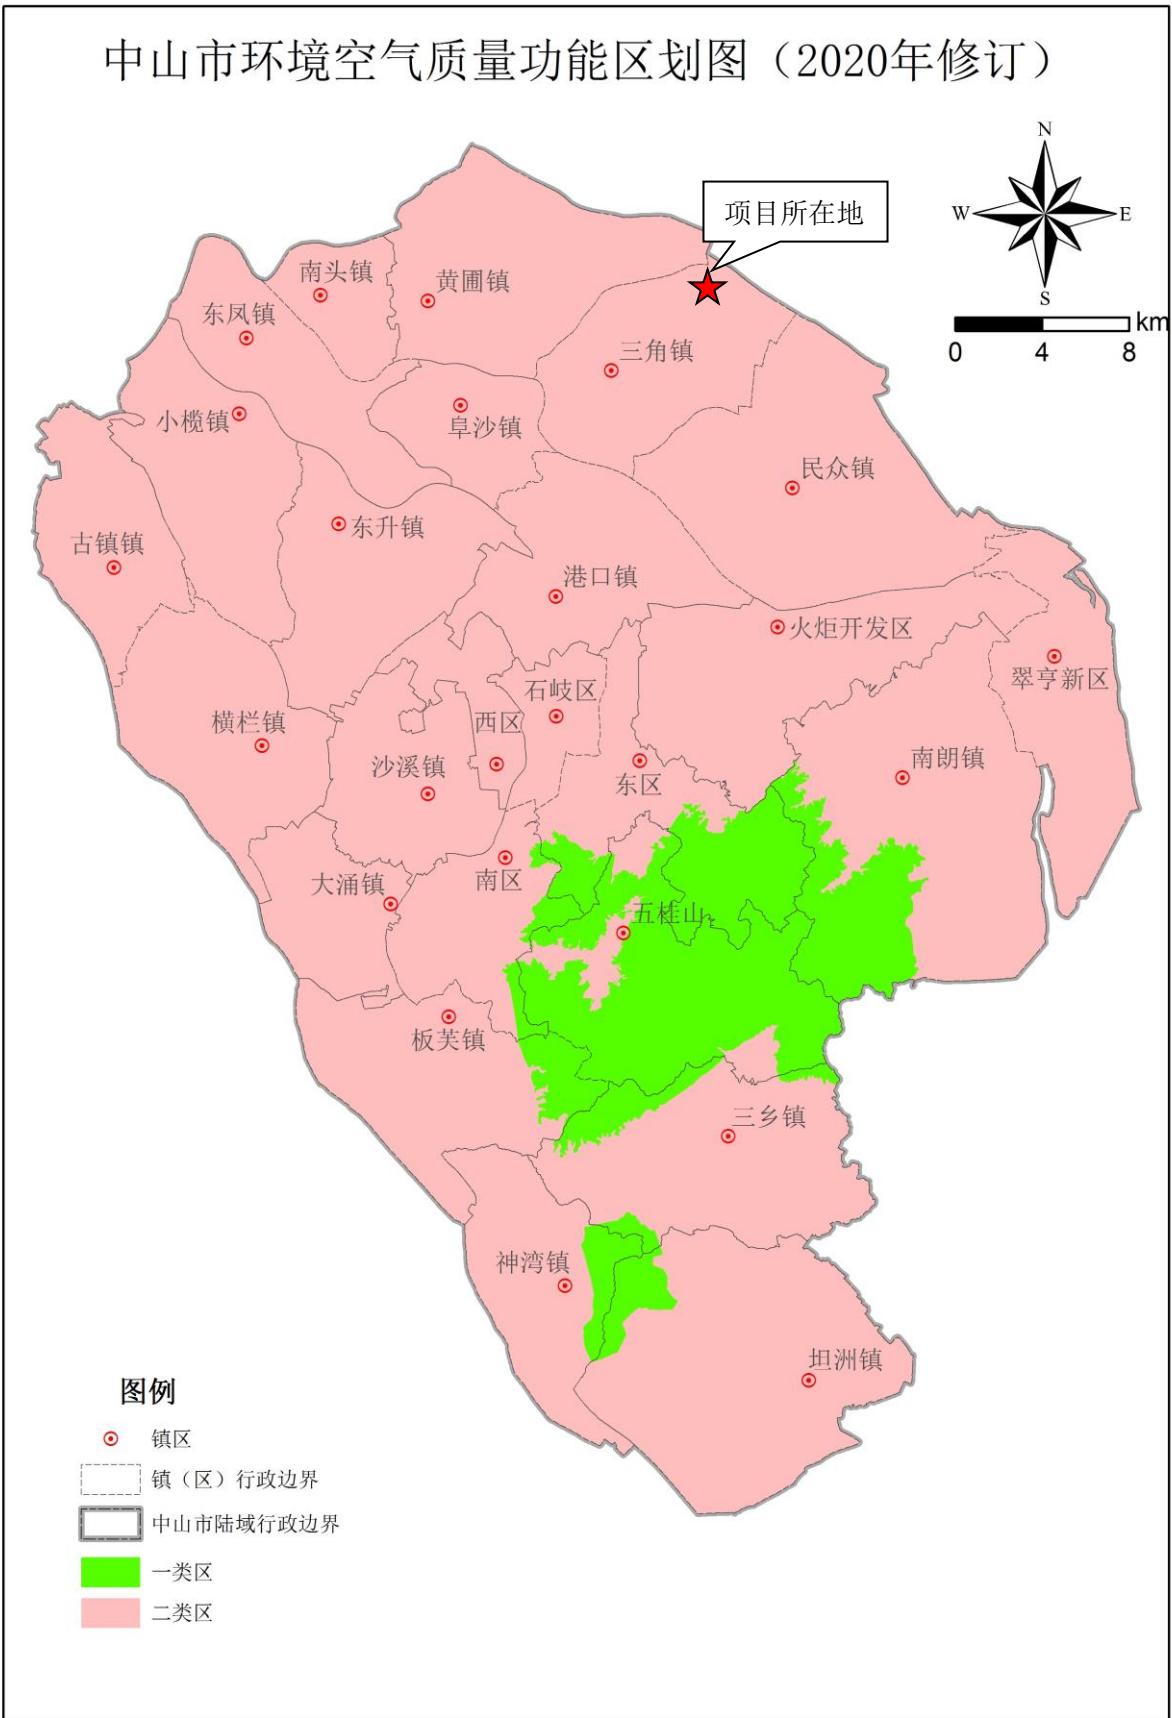 中山市环境空气质量功能区划图（2020年修订）
N
W
E
S
km
0 4 8
项目所在地
南头镇
黄圃镇
东凤镇
三角镇
小榄镇
阜沙镇
民众镇
东升镇
古镇镇
港口镇
火炬开发区
翠亨新区
石岐区
横栏镇
西区
沙溪镇
东区
南朗镇
大涌镇
南区
五桂山
板芙镇
三乡镇
神湾镇
坦洲镇
图例
镇区
镇（区）行政边界
中山市陆域行政边界
一类区
二类区